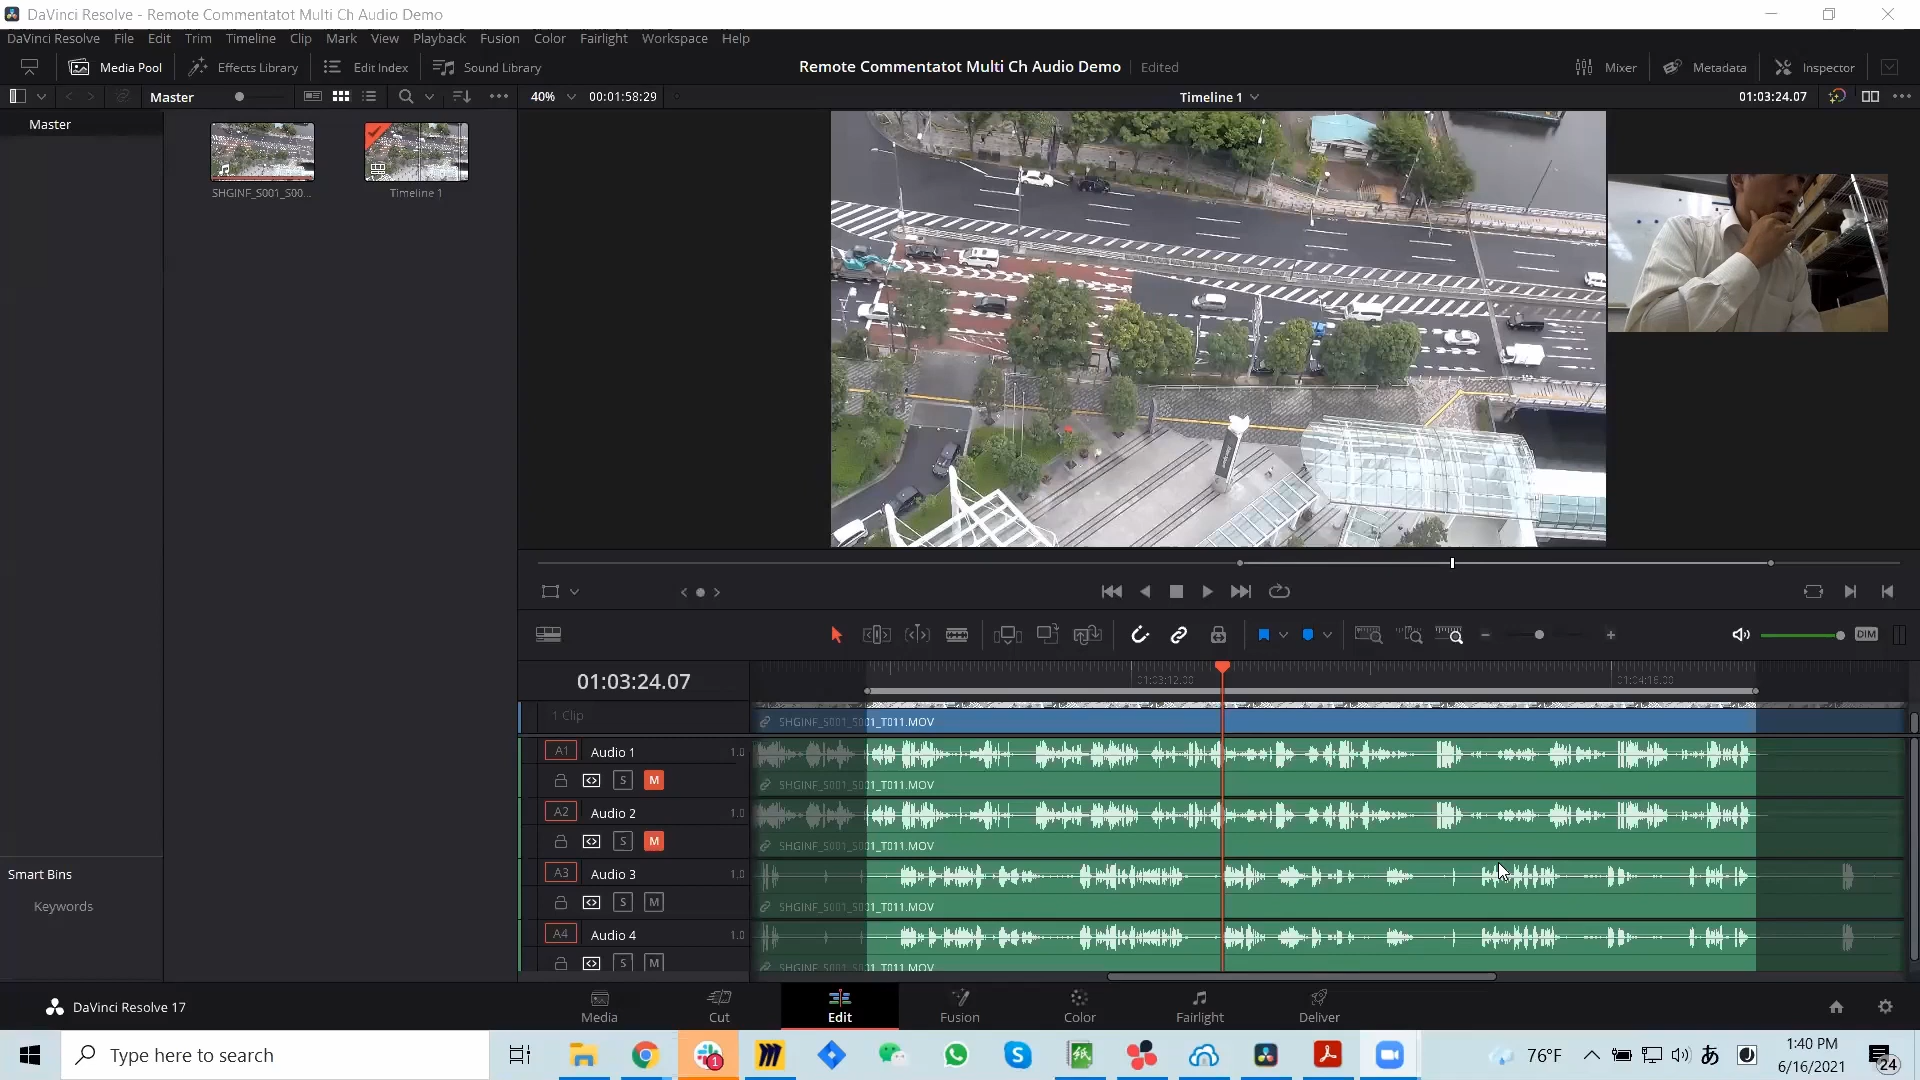 DaVinci Resolve - Remote Commentatot Multi Ch Audio Demo
DaVinci Resolve File Edit Trim Timeline Clip Mark View Playback Fusion Color Fairlight Workspace Help
Media Pool Effects Library Edit Index Sound Library Remote Commentatot Multi Ch Audio Demo Edited Mixer Metadata Inspector
Master 40% 00:01:58:29 Timeline 1 01:03:24.07
Master
SHGINF_S001_S00... Timeline 1
DIM
01:03:24.07 01:03:12.00 01:04:16.00
1 Clip SHGINF_S001_S001_T011.MOV
A1 Audio 1 1.0
S M SHGINF_S001_S001_T011.MOV
A2 Audio 2 1.0
S M SHGINF_S001_S001_T011.MOV
Smart Bins
A3 Audio 3 1.0
Keywords
S M SHGINF_S001_S001_T011.MOV
A4 Audio 4 1.0
S M SHGINF_S001_S001_T011.MOV
DaVinci Resolve 17 Media Cut Edit Fusion Color Fairlight Deliver
Type here to search 1 紙 76°F あ 1:40 PM
6/16/2021 24